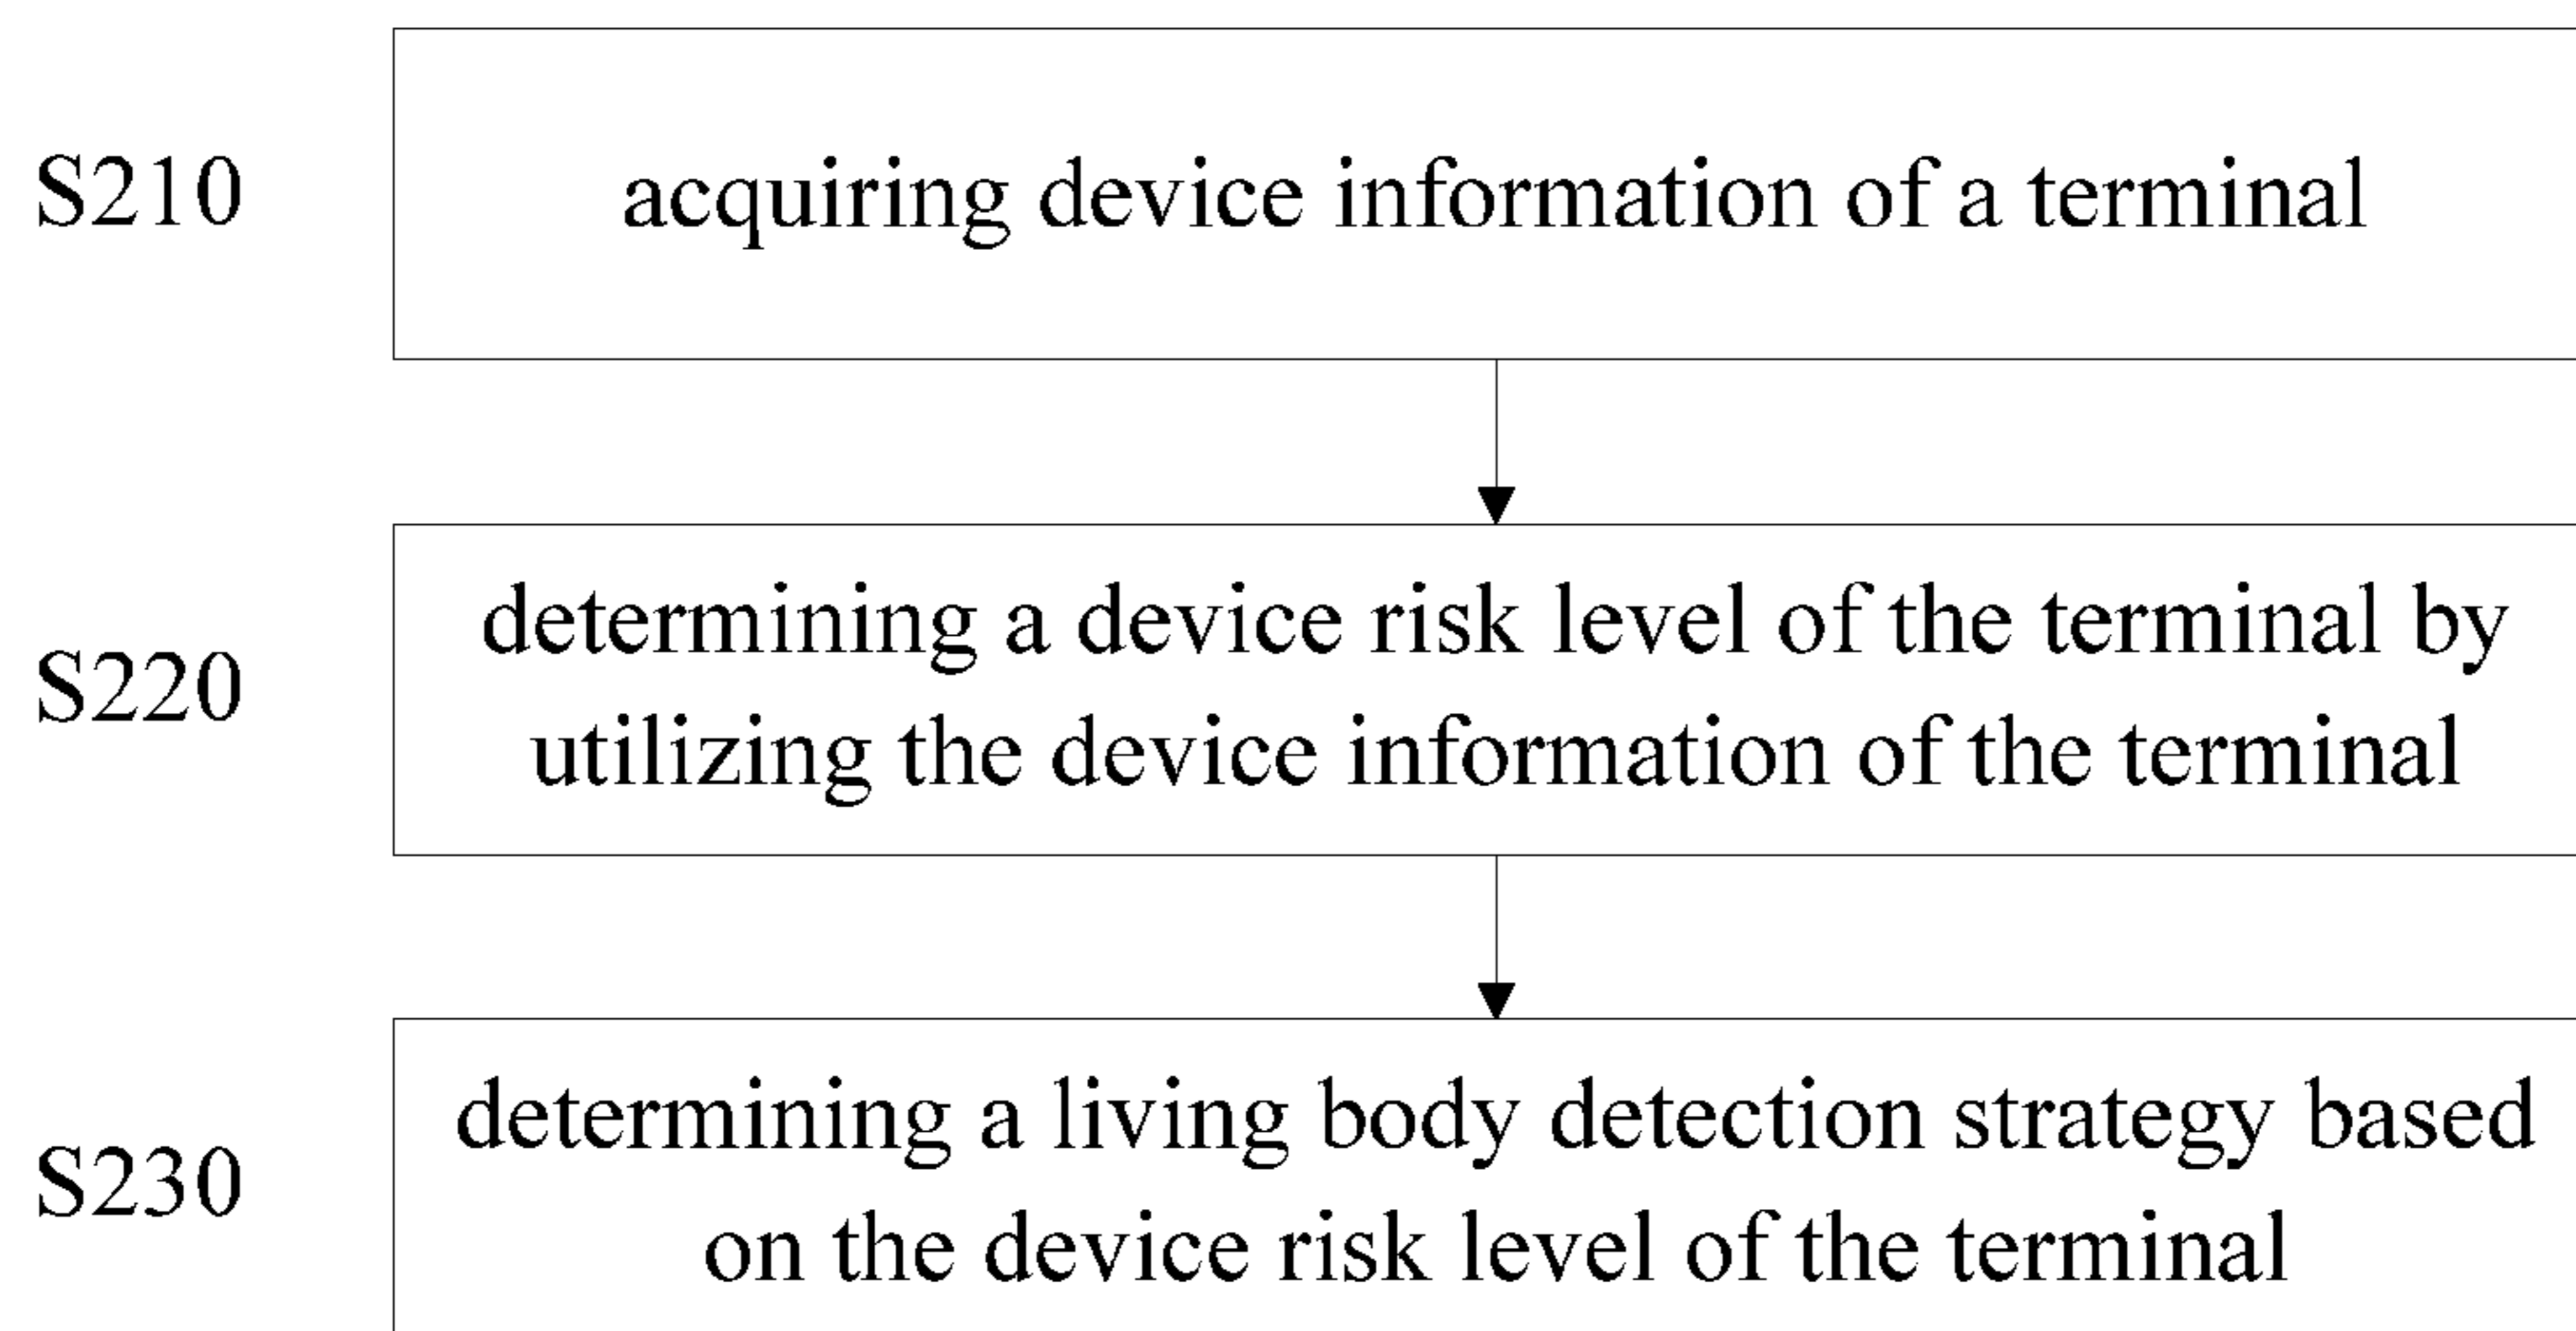 S210
acquiring device information of a terminal
S220
determining a device risk level of the terminal by
utilizing the device information of the terminal
S230
determining a living body detection strategy based
on the device risk level of the terminal